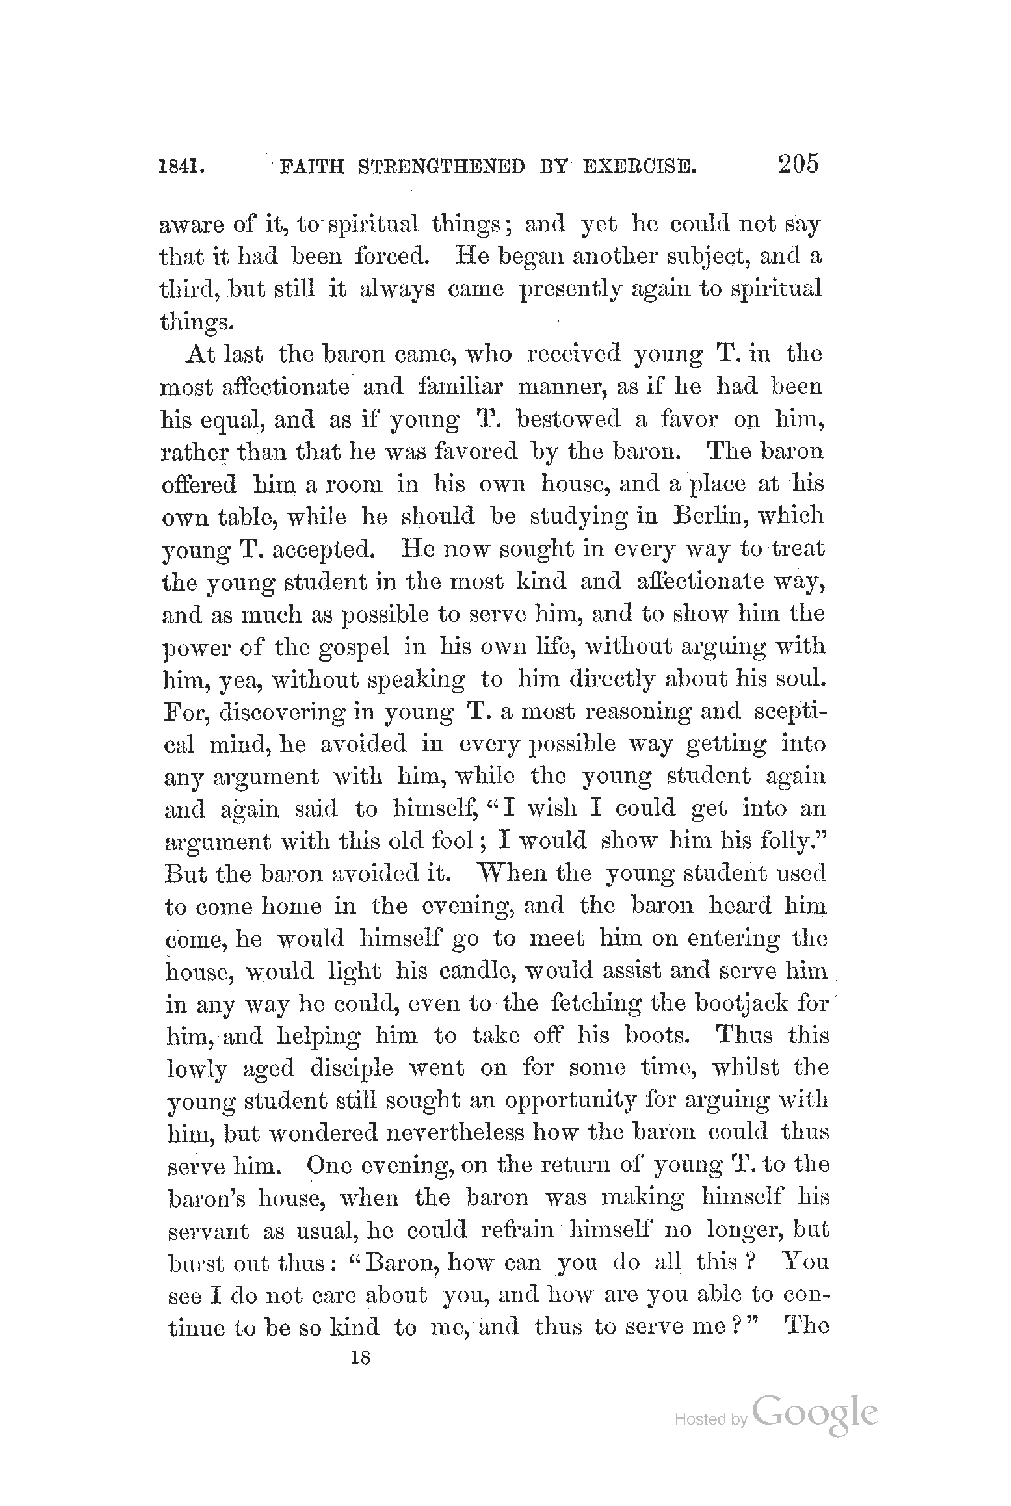 1841. FAITH STRENGTHENED BY EXERCISE. 205
aware of it, to spiritual things; and yet he could not say
that it had been forced. He began another subject, and a
third, but still it always came presently again to spiritual
things.
At last the baron came, who received young T. in the
most affectionate and familiar manner, as if he had been
his equal, and as if young T. bestowed a favor on him,
rather than that he was favored by the baron. The baron
offered him a room in his own house, and a place at his
own table, while he should be studying in Berlin, which
young T. accepted. He now sought in every way to treat
the young student in the most kind and affectionate way,
and as much as possible to serve him, and to show him the
power of the gospel in his own life, without arguing with
him, yea, without speaking to him directly about his soul.
For, discovering in young T. a most reasoning and scepti-
cal mind, he avoided in every possible way getting into
any argument with him, while the young student again
and again said to himself, “I wish I could get into an
argument with this old fool; I would show him his folly.”
But the baron avoided it. When the young student used
to come home in the evening, and the baron heard him
come, he would himself go to meet him on entering the
house, would light his candle, would assist and serve him
in any way he could, even to the fetching the bootjack for
him, and helping him to take off his boots. Thus this
lowly aged disciple went on for some time, whilst the
young student still sought an opportunity for arguing with
him, but wondered nevertheless how the baron could thus
serve him. One evening, on the return of young T. to the
baron’s house, when the baron was making himself his
servant as usual, he could refrain himself no longer, but
burst out thus: “Baron, how can you do all this? You
see I do not care about you, and how are you able to con-
tinue to be so kind to me, and thus to serve me?” The
18
Hosted by Google